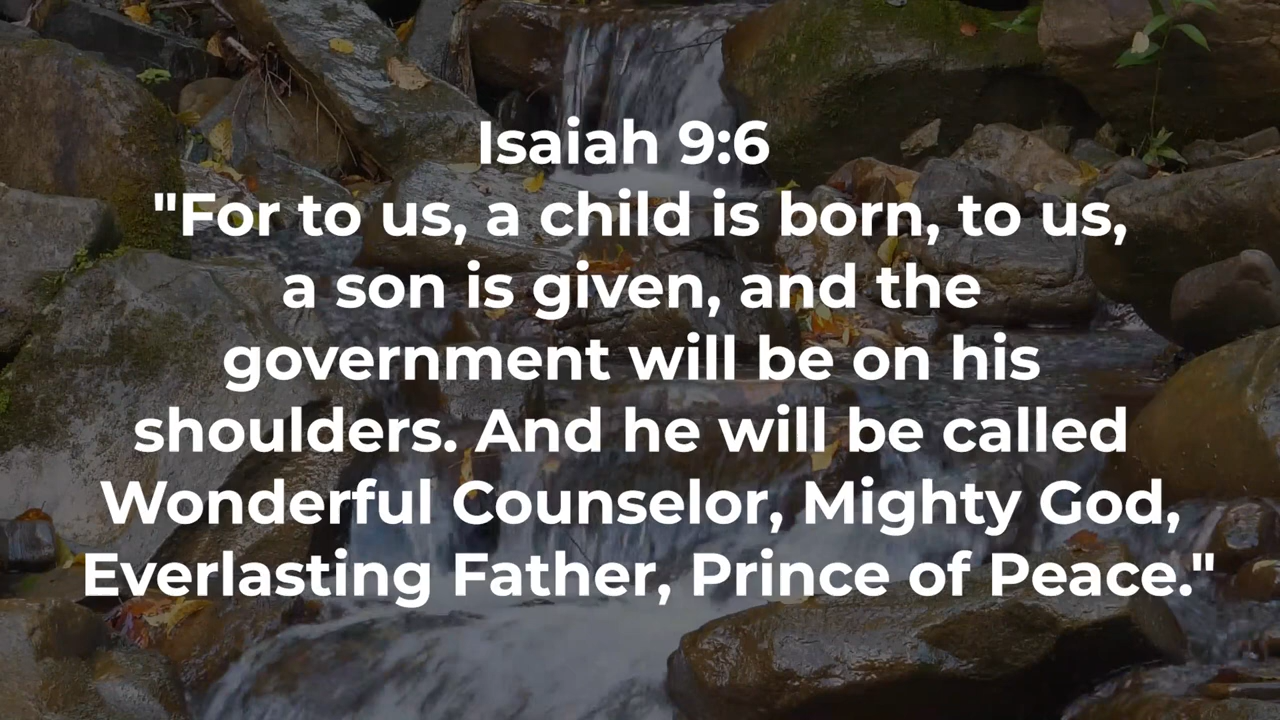 Isaiah 9:6
"For to us, a child is born, to us,
a son is given, and the
government will be on his
shoulders. And he will be called
Wonderful Counselor, Mighty God,
Everlasting Father, Prince of Peace."